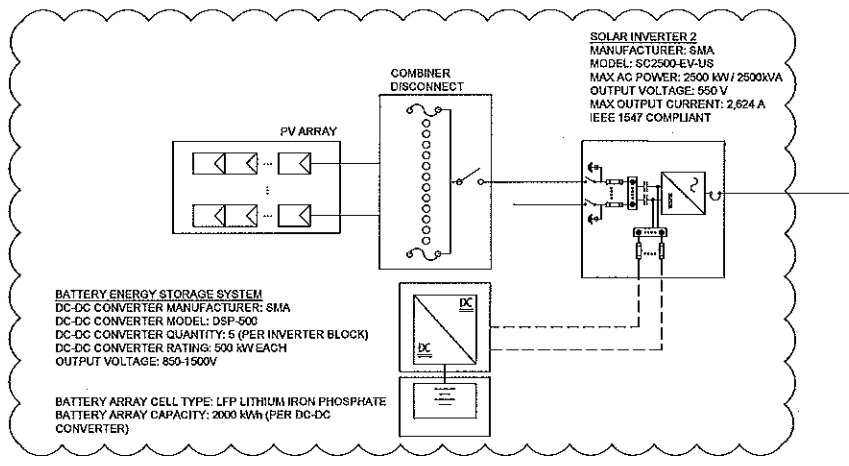 SOLAR INVERTER 2
MANUFACTURER: SMA
MODEL: SC2500-EV-US
MAX AC POWER: 2500 kW / 2500kVA
OUTPUT VOLTAGE: 550 V
MAX OUTPUT CURRENT: 2,624 A
IEEE 1547 COMPLIANT
COMBINER
DISCONNECT
PV ARRAY
BATTERY ENERGY STORAGE SYSTEM
DC-DC CONVERTER MANUFACTURER: SMA
DC-DC CONVERTER MODEL: DSP-500
DC-DC CONVERTER QUANTITY: 5 (PER INVERTER BLOCK)
DC-DC CONVERTER RATING: 500 kW EACH
OUTPUT VOLTAGE: 850-1500V
DC
DC
BATTERY ARRAY CELL TYPE: LFP LITHIUM IRON PHOSPHATE
BATTERY ARRAY CAPACITY: 2000 kWh (PER DC-DC
CONVERTER)